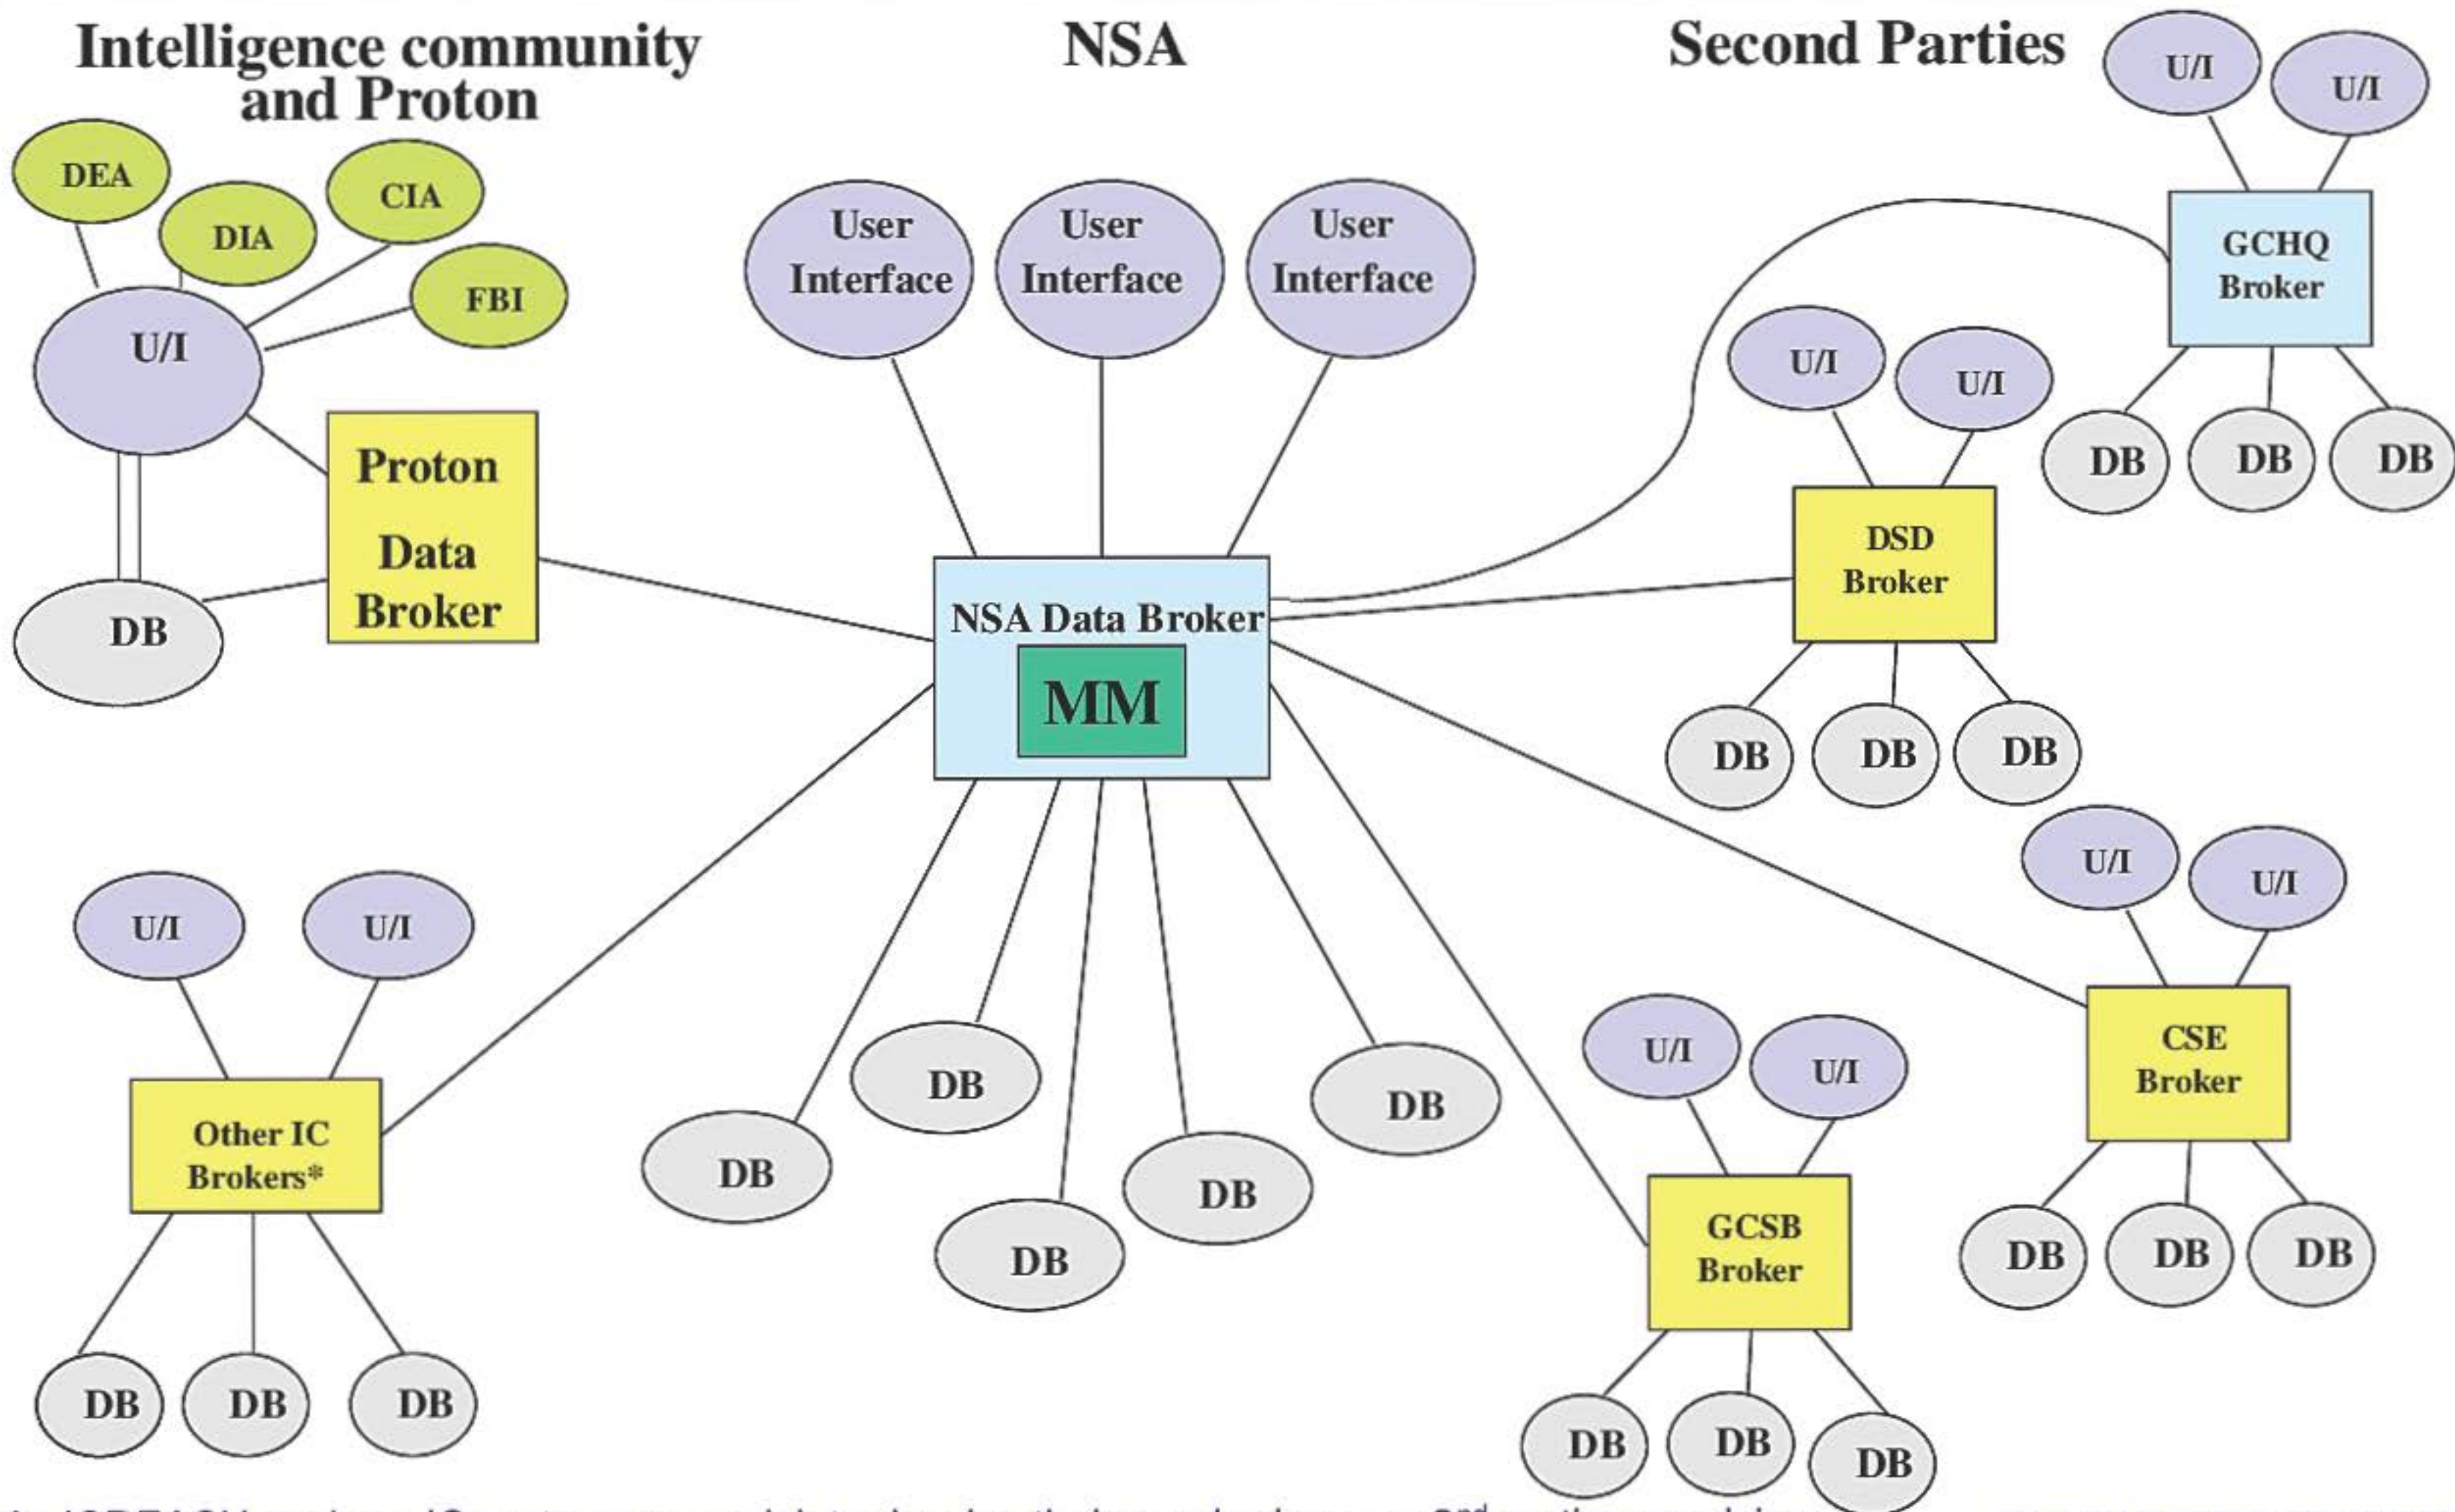 Intelligence community
and Proton
NSA
Second Parties
DEA
DIA
CIA
FBI
U/I
Proton
Data
Broker
DB
User
Interface
User
Interface
User
Interface
NSA Data Broker
MM
DB
DB
DB
DB
DB
U/I
U/I
Other IC
Brokers*
DB
DB
DB
U/I
U/I
GCHQ
Broker
DB
DB
DB
U/I
U/I
DSD
Broker
DB
DB
DB
U/I
U/I
CSE
Broker
DB
DB
DB
U/I
U/I
GCSB
Broker
DB
DB
DB